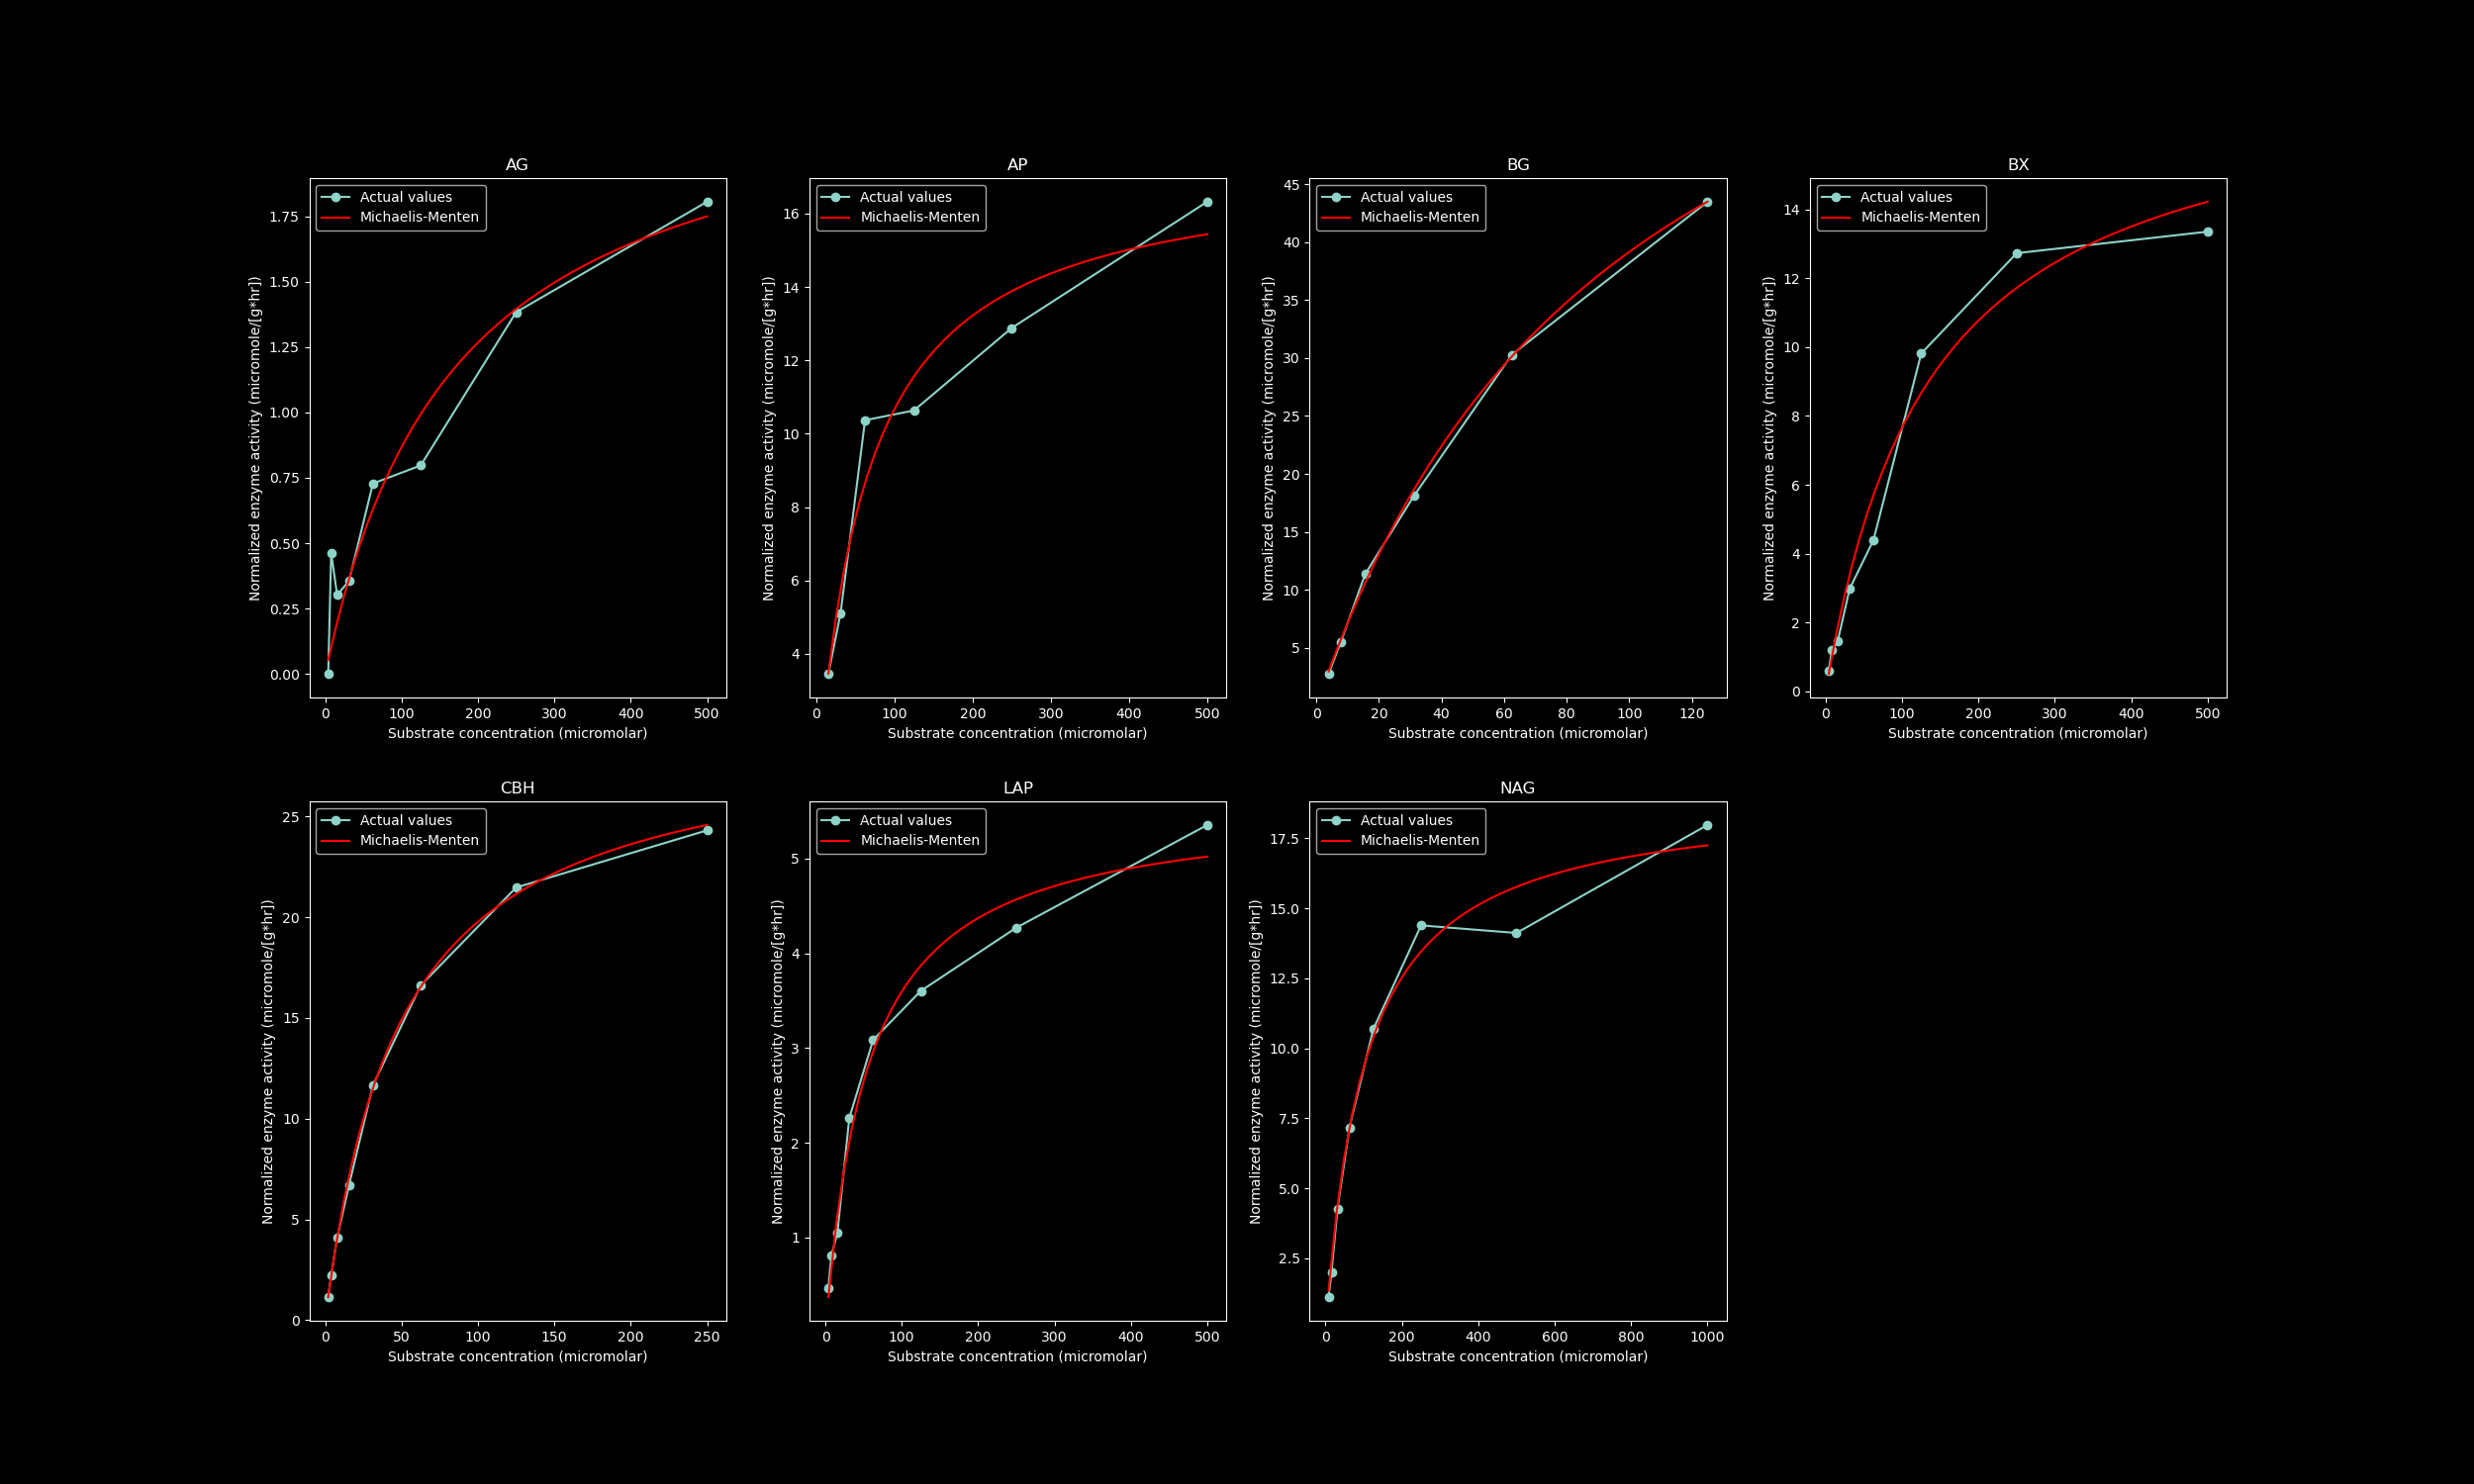 AG
Actual values
Michaelis-Menten
1.75
1.50
1.25
1.00
0.75
0.50
0.25
0.00
Normalized enzyme activity (micromole/[g*hr])
0 100 200 300 400 500
Substrate concentration (micromolar)
AP
Actual values
Michaelis-Menten
16
14
12
10
8
6
4
Normalized enzyme activity (micromole/[g*hr])
0 100 200 300 400 500
Substrate concentration (micromolar)
BG
Actual values
Michaelis-Menten
45
40
35
30
25
20
15
10
5
Normalized enzyme activity (micromole/[g*hr])
0 20 40 60 80 100 120
Substrate concentration (micromolar)
BX
Actual values
Michaelis-Menten
14
12
10
8
6
4
2
0
Normalized enzyme activity (micromole/[g*hr])
0 100 200 300 400 500
Substrate concentration (micromolar)
CBH
Actual values
Michaelis-Menten
25
20
15
10
5
0
Normalized enzyme activity (micromole/[g*hr])
0 50 100 150 200 250
Substrate concentration (micromolar)
LAP
Actual values
Michaelis-Menten
5
4
3
2
1
Normalized enzyme activity (micromole/[g*hr])
0 100 200 300 400 500
Substrate concentration (micromolar)
NAG
Actual values
Michaelis-Menten
17.5
15.0
12.5
10.0
7.5
5.0
2.5
Normalized enzyme activity (micromole/[g*hr])
0 200 400 600 800 1000
Substrate concentration (micromolar)